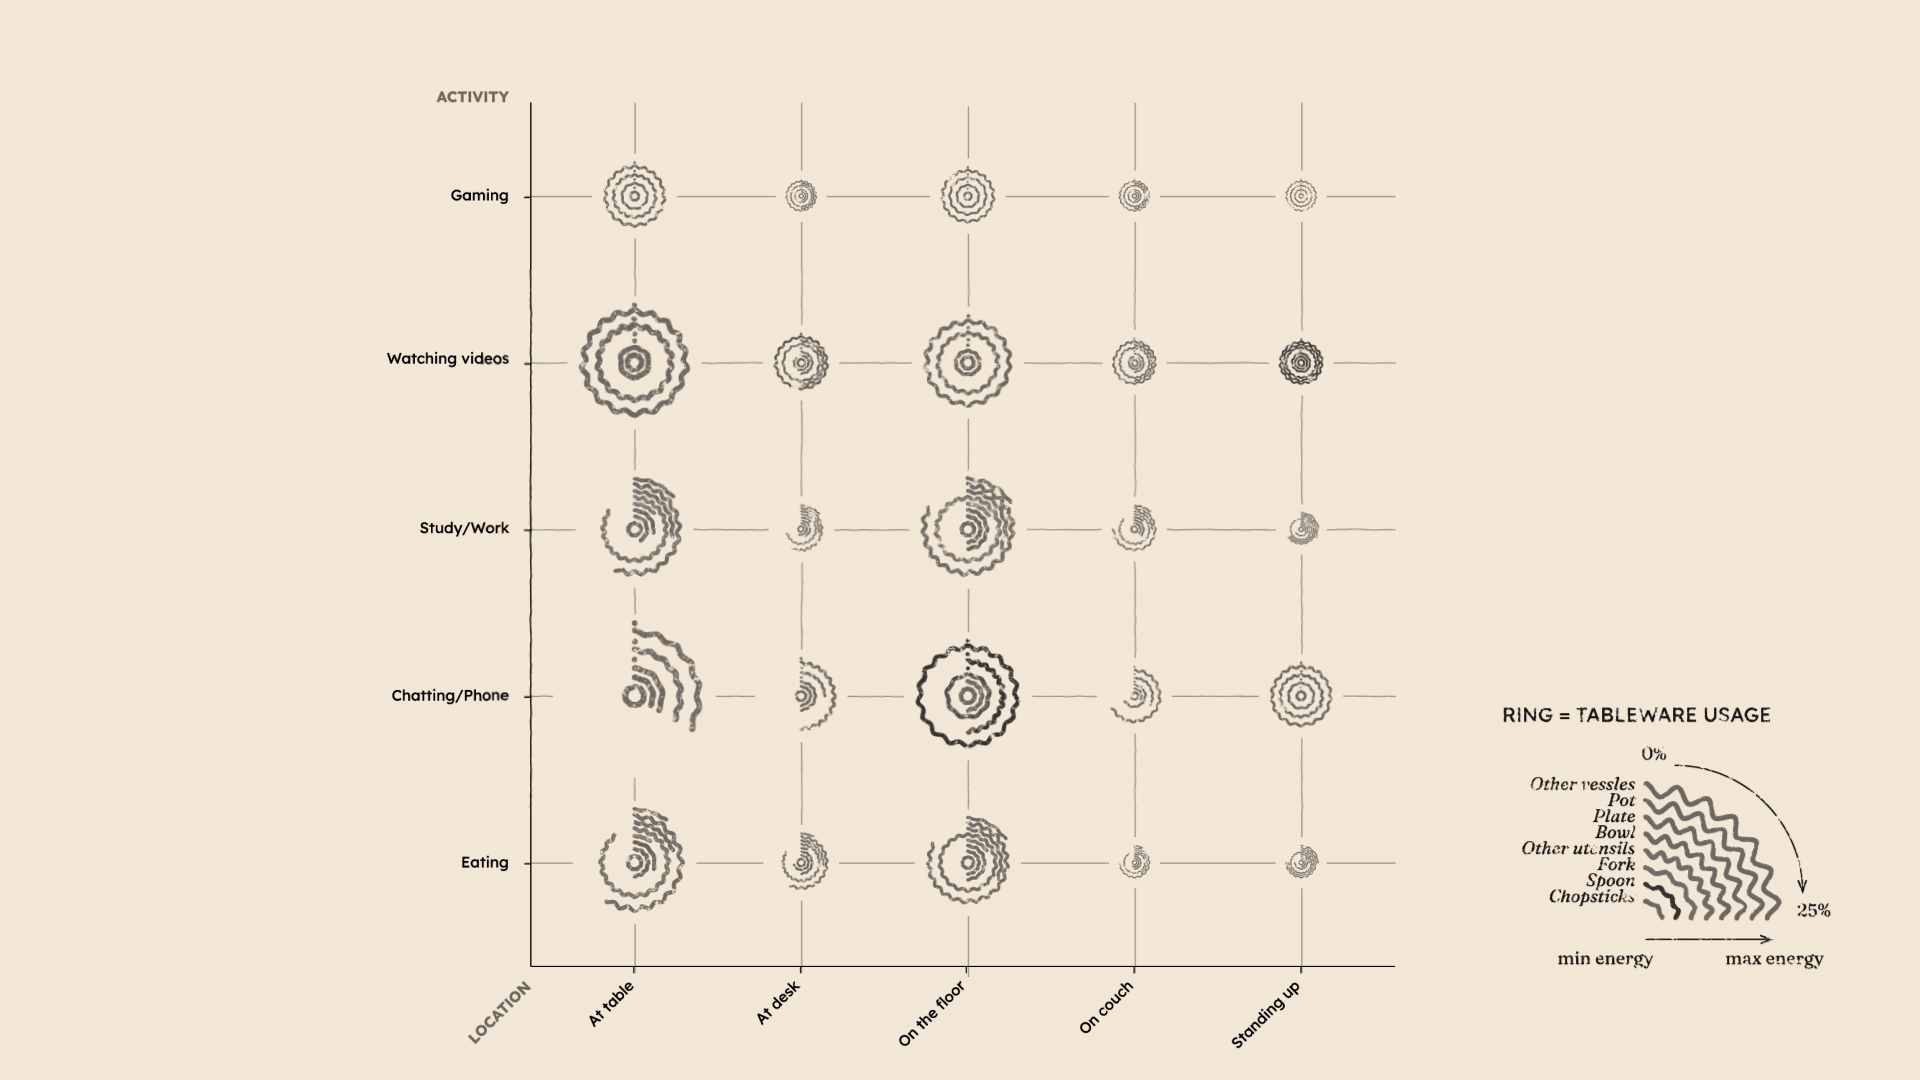 ACTIVITY
Gaming
Watching videos
Study/Work
Chatting/Phone
Eating
LOCATION
At table
At desk
On the floor
On couch
Standing up
RING = TABLEWARE USAGE
0%
Other vessles
Pot
Plate
Bowl
Other utensils
Fork
Spoon
Chopsticks
25%
min energy
max energy